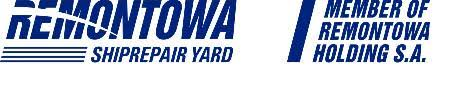 REMONTOWA
SHIPREPAIR YARD
MEMBER OF
REMONTOWA
HOLDING S.A.